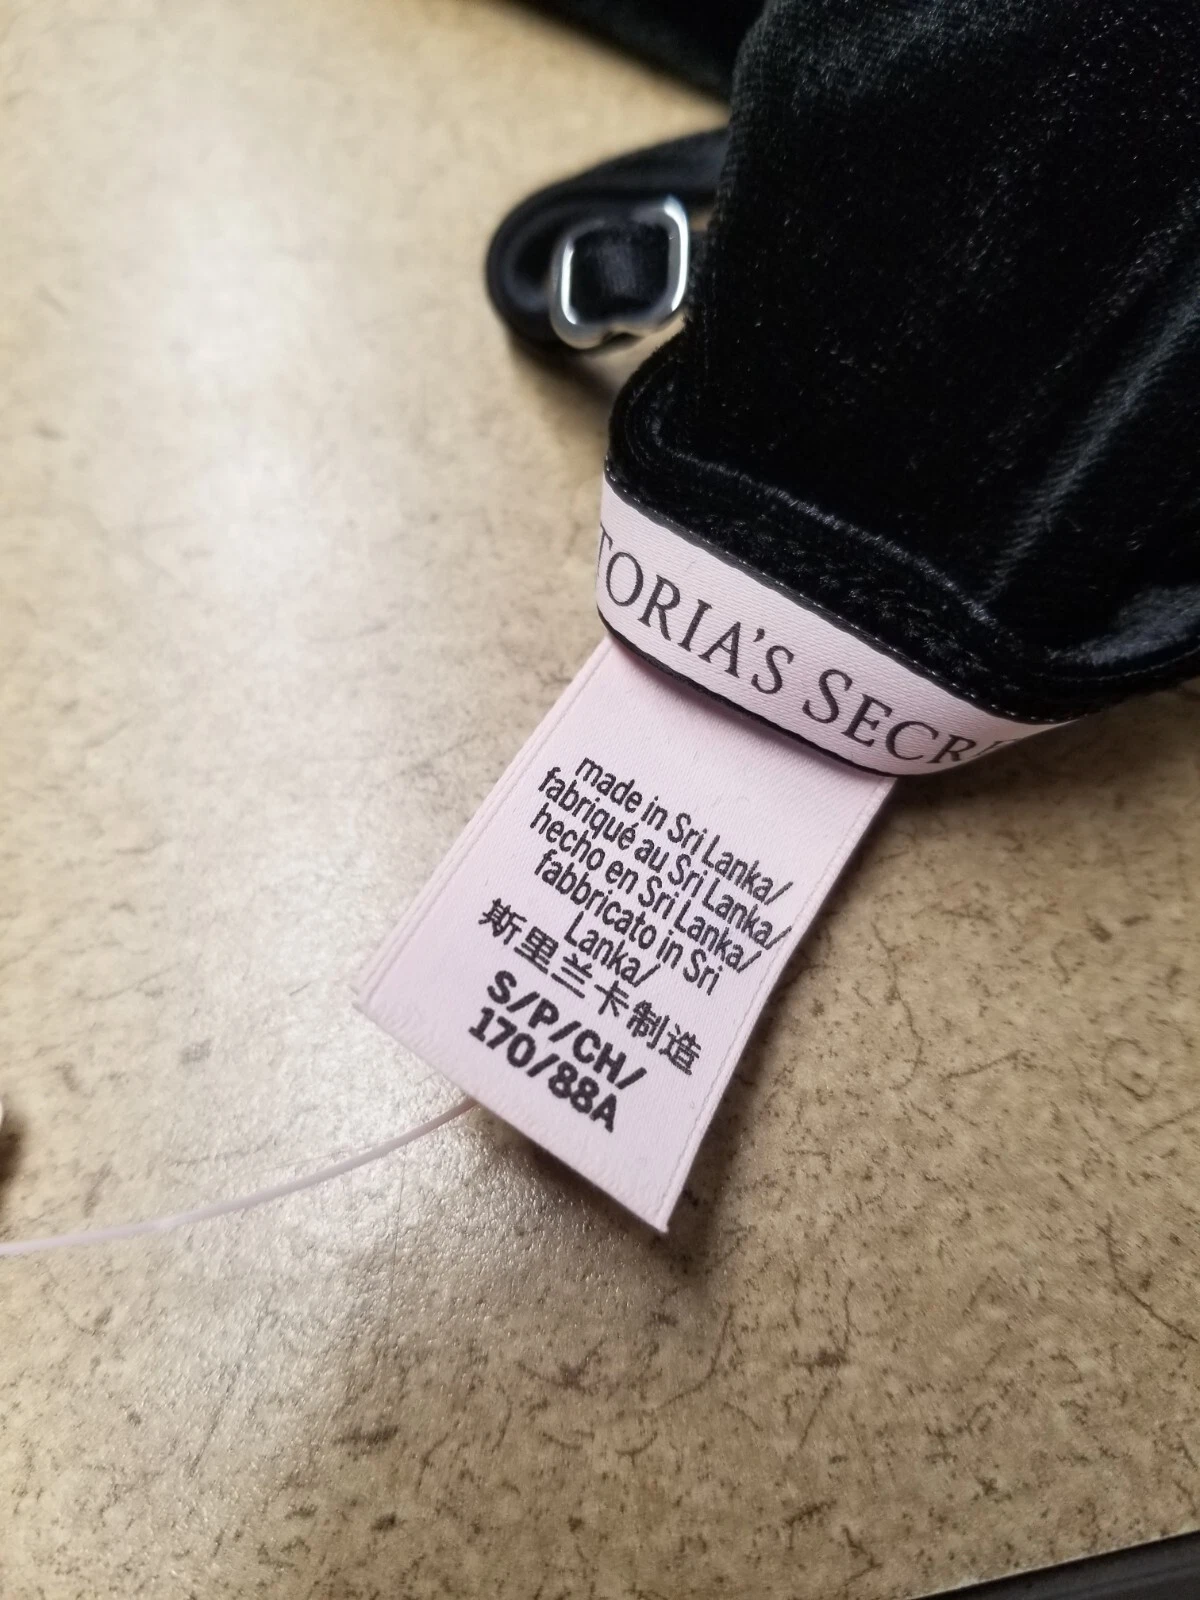 TORIA'S SECR
made in Sri Lanka/
fabriqué au Sri Lanka/
hecho en Sri Lanka/
fabbricato in Sri
Lanka/
斯里兰卡制造
S/P/CH/
170/88A